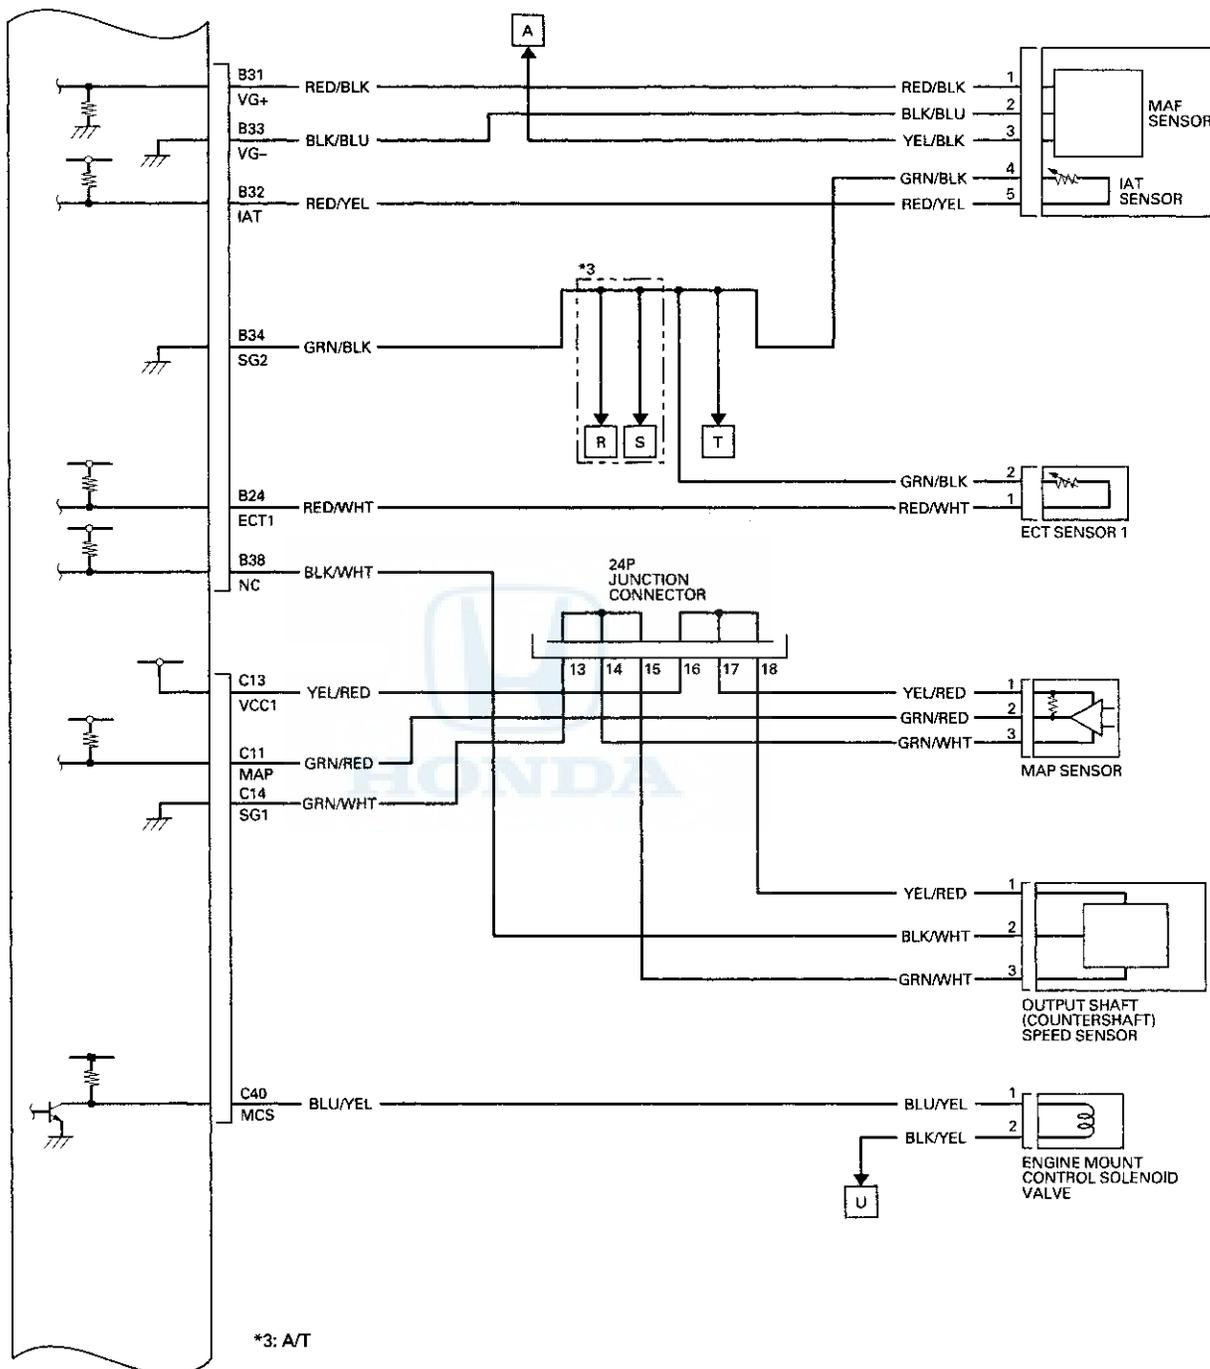 A
B31
VG+
RED/BLK
RED/BLK
1
B33
VG-
BLK/BLU
BLK/BLU
2
YEL/BLK
3
MAF
SENSOR
B32
IAT
RED/YEL
GRN/BLK
4
RED/YEL
5
IAT
SENSOR
*3
B34
SG2
GRN/BLK
R
S
T
GRN/BLK
2
B24
ECT1
RED/WHT
RED/WHT
1
ECT SENSOR 1
B38
NC
BLK/WHT
24P
JUNCTION
CONNECTOR
13
14
15
16
17
18
C13
VCC1
YEL/RED
YEL/RED
1
GRN/RED
2
GRN/WHT
3
MAP SENSOR
C11
MAP
GRN/RED
C14
SG1
GRN/WHT
HONDA
YEL/RED
1
BLK/WHT
2
GRN/WHT
3
OUTPUT SHAFT
(COUNTERSHAFT)
SPEED SENSOR
C40
MCS
BLU/YEL
BLU/YEL
1
BLK/YEL
2
ENGINE MOUNT
CONTROL SOLENOID
VALVE
U
*3: A/T